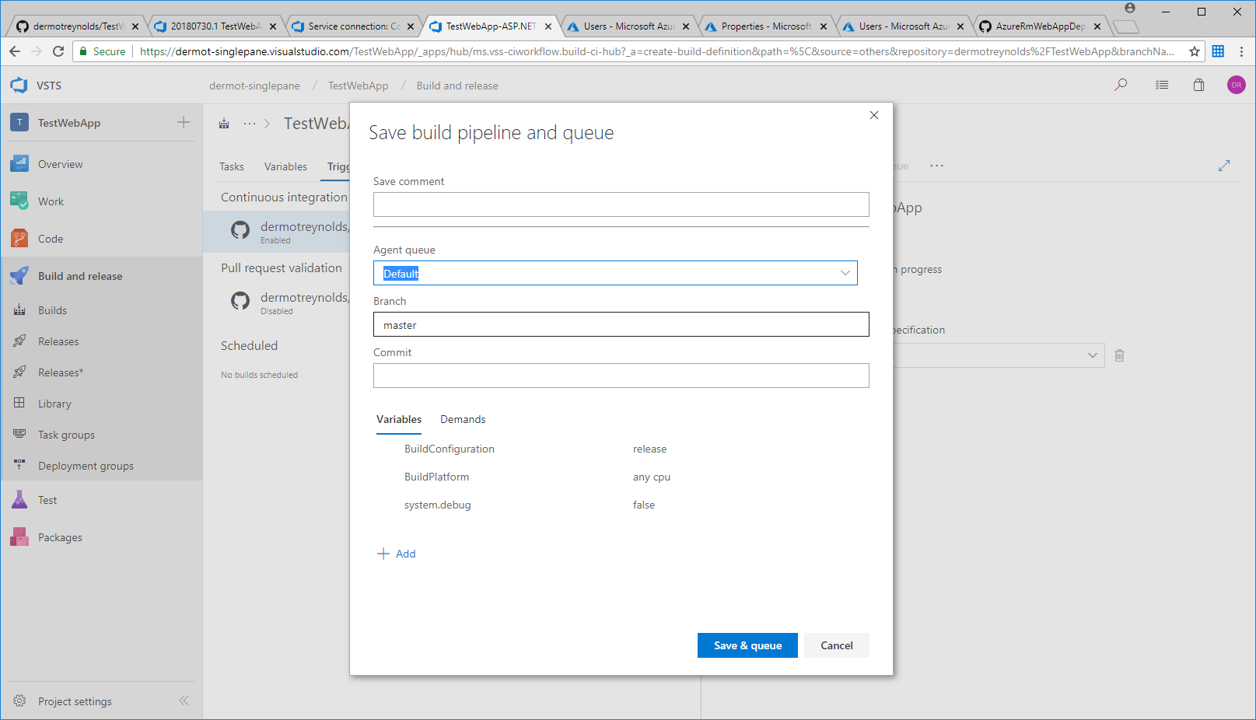 dermotreynolds/TestW
20180730.1 TestWebA
Service connection: Co
TestWebApp-ASP.NET
Users - Microsoft Azur
Properties - Microsoft
Users - Microsoft Azur
AzureRmWebAppDep
Secure
https://dermot-singlepane.visualstudio.com/TestWebApp/_apps/hub/ms.vss-ciworkflow.build-ci-hub?_a=create-build-definition&path=%5C&source=others&repository=dermotreynolds%2FTestWebApp&branchNa...
VSTS
dermot-singlepane / TestWebApp / Build and release
DR
T
TestWebApp
Overview
Work
Code
Build and release
Builds
Releases
Releases*
Library
Task groups
Deployment groups
Test
Packages
Project settings
... > TestWebA
Tasks
Variables
Trigg
ue
...
Continuous integration
dermotreynolds/
Enabled
Pull request validation
dermotreynolds/
Disabled
Scheduled
No builds scheduled
bApp
n progress
pecification
Save build pipeline and queue
Save comment
Agent queue
Default
Branch
master
Commit
Variables
Demands
BuildConfiguration release
BuildPlatform any cpu
system.debug false
+ Add
Save & queue
Cancel